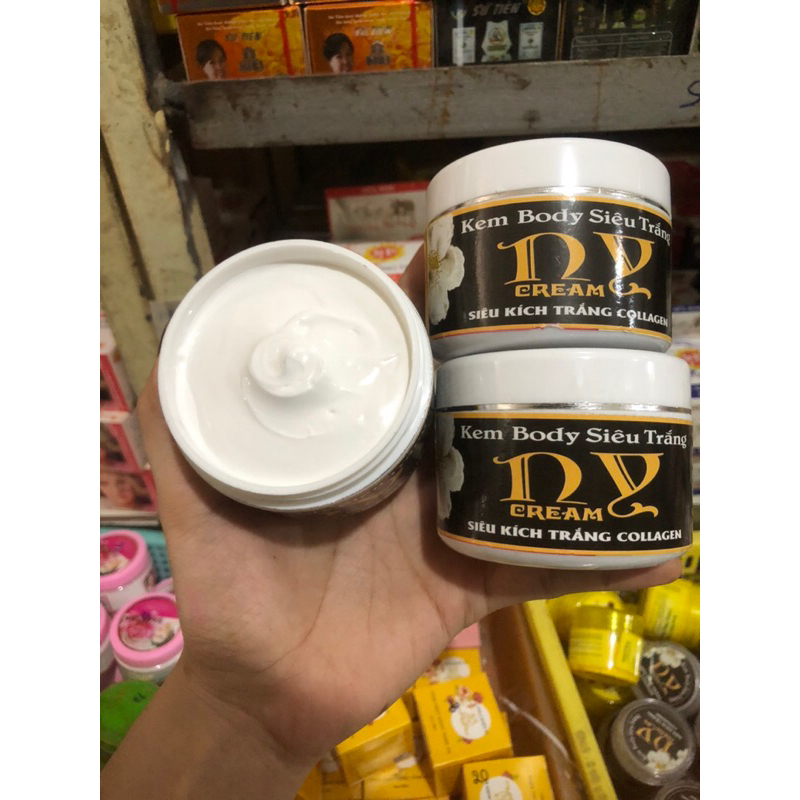 Kem Body Siêu Trắng
NY
CREAM
SIÊU KÍCH TRẮNG COLLAGEN
Kem Body Siêu Trắng
NY
CREAM
SIÊU KÍCH TRẮNG COLLAGEN